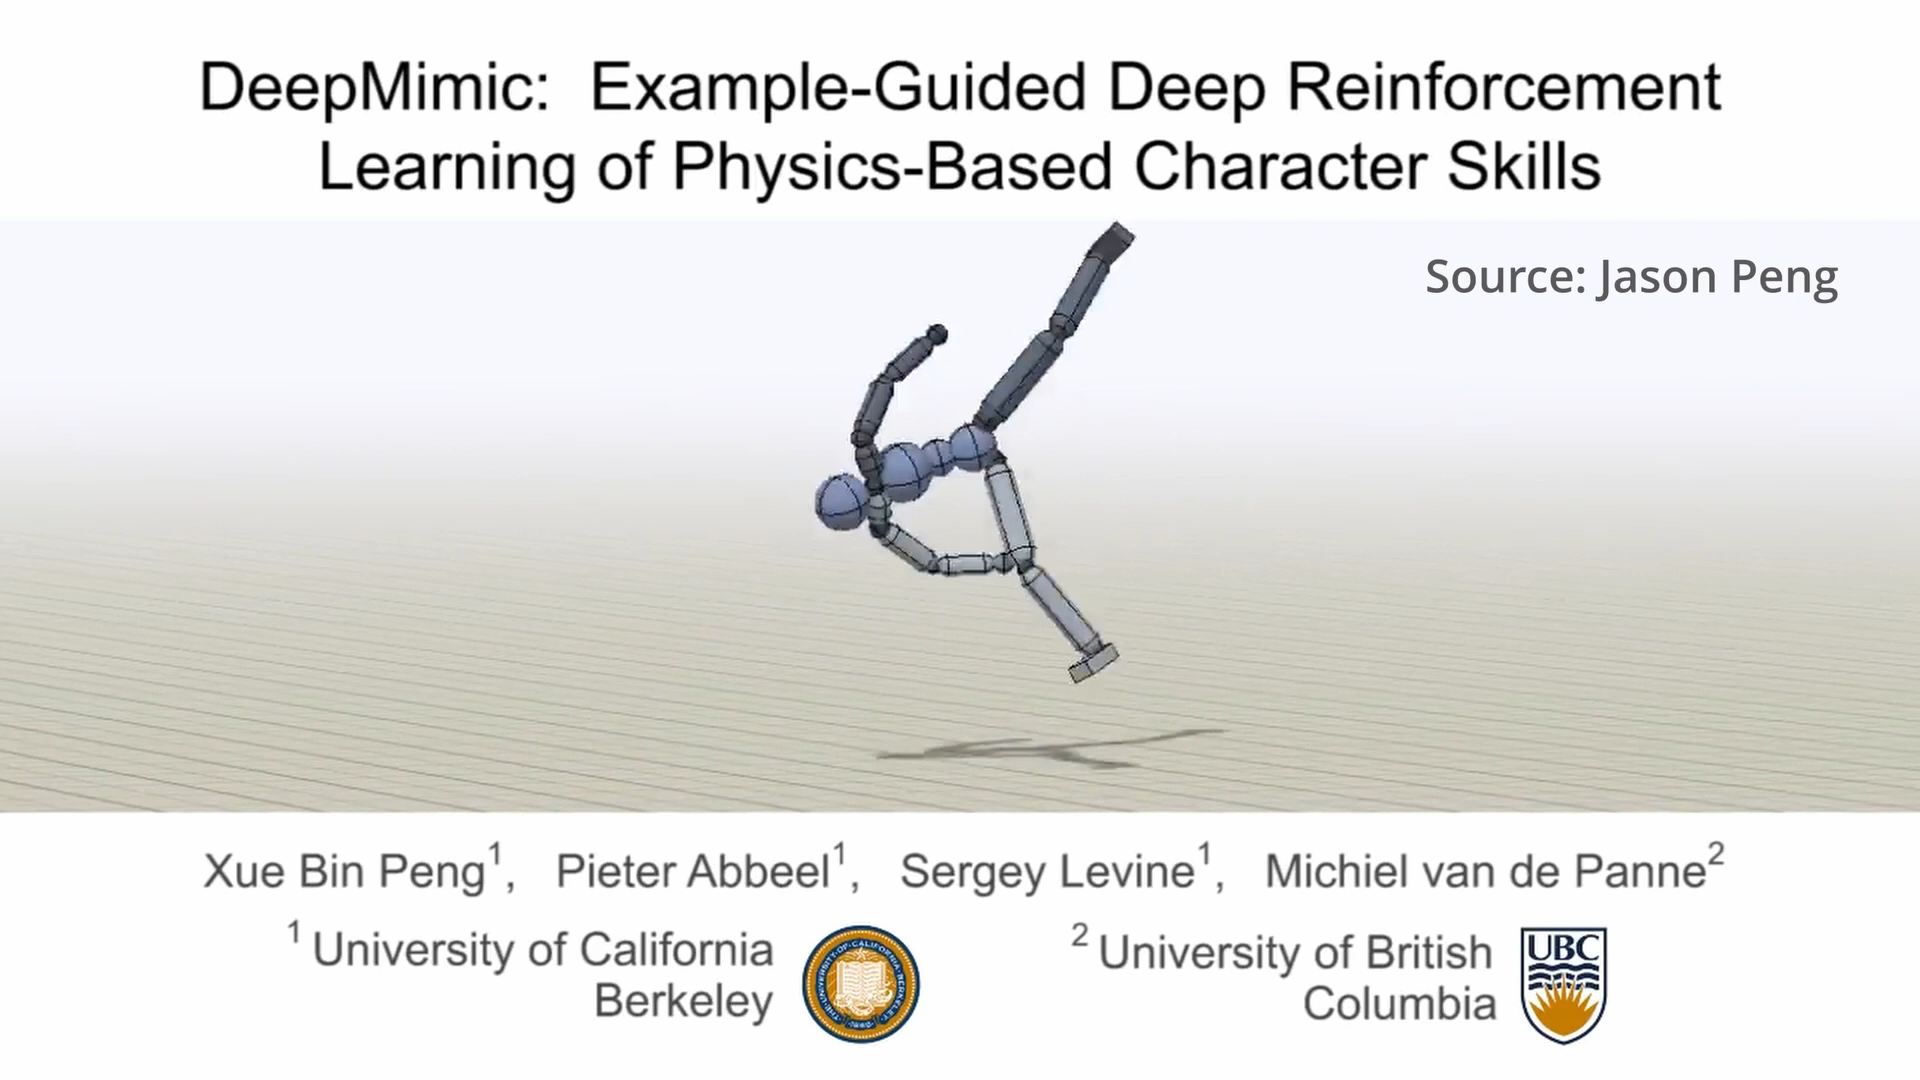 DeepMimic: Example-Guided Deep Reinforcement
Learning of Physics-Based Character Skills
Source: Jason Peng
Xue Bin Peng¹, Pieter Abbeel¹, Sergey Levine¹, Michiel van de Panne²
¹ University of California
Berkeley
² University of British
Columbia
UBC